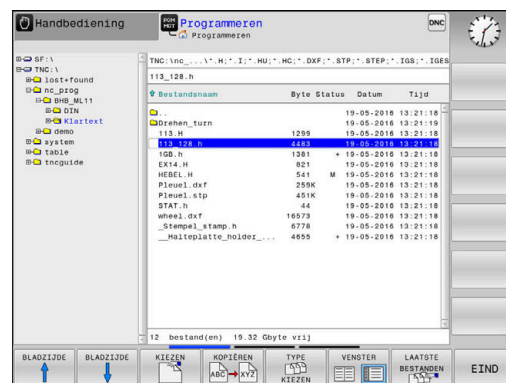 Handbediening
PGM
MGT
Programmeren
Programmeren
DNC
SF:\
TNC:\
lost+found
nc_prog
BHB_ML11
DIN
Klartext
demo
system
table
tncguide
TNC:\nc_...\*.H;*.I;*.HU;*.HC;*.DXF;*.STP;*.STEP;*.IGS;*.IGES
113_128.h
Bestandsnaam Byte Status Datum Tijd
.. 19-05-2016 13:21:18
Drehen_turn 19-05-2016 13:21:19
113.H 1299 19-05-2016 13:21:18
113_128.h 4483 19-05-2016 13:21:18
1GB.h 1381 + 19-05-2016 13:21:18
EX14.H 821 19-05-2016 13:21:18
HEBEL.H 541 M 19-05-2016 13:21:18
Pleuel.dxf 259K 19-05-2016 13:21:18
Pleuel.stp 451K 19-05-2016 13:21:18
STAT.h 44 19-05-2016 13:21:18
wheel.dxf 16573 19-05-2016 13:21:18
_Stempel_stamp.h 6778 19-05-2016 13:21:18
__Halteplatte_holder_... 4655 + 19-05-2016 13:21:18
12 bestand(en) 19.32 Gbyte vrij
BLADZIJDE
BLADZIJDE
KIEZEN
KOPIËREN
ABC XYZ
TYPE
KIEZEN
VENSTER
LAATSTE
BESTANDEN
EIND